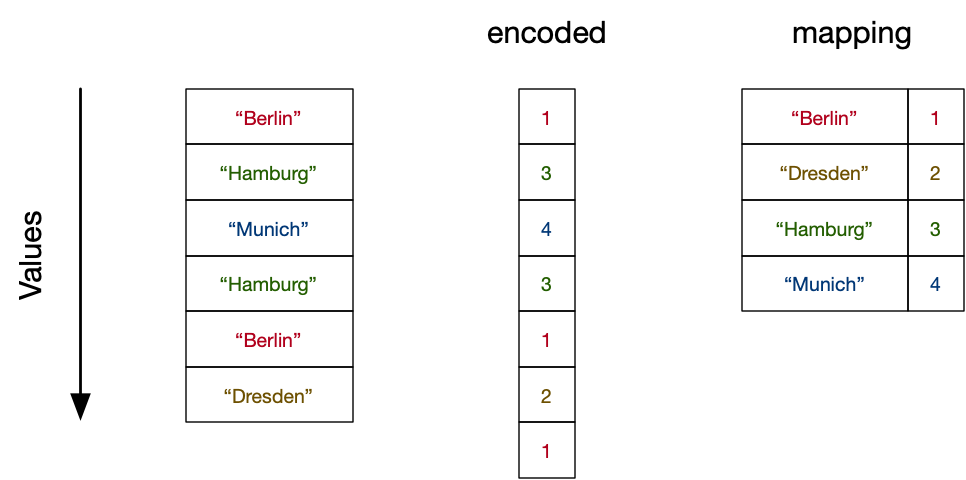 encoded
mapping
Values
“Berlin”
“Hamburg”
“Munich”
“Hamburg”
“Berlin”
“Dresden”
1
3
4
3
1
2
1
“Berlin” 1
“Dresden” 2
“Hamburg” 3
“Munich” 4